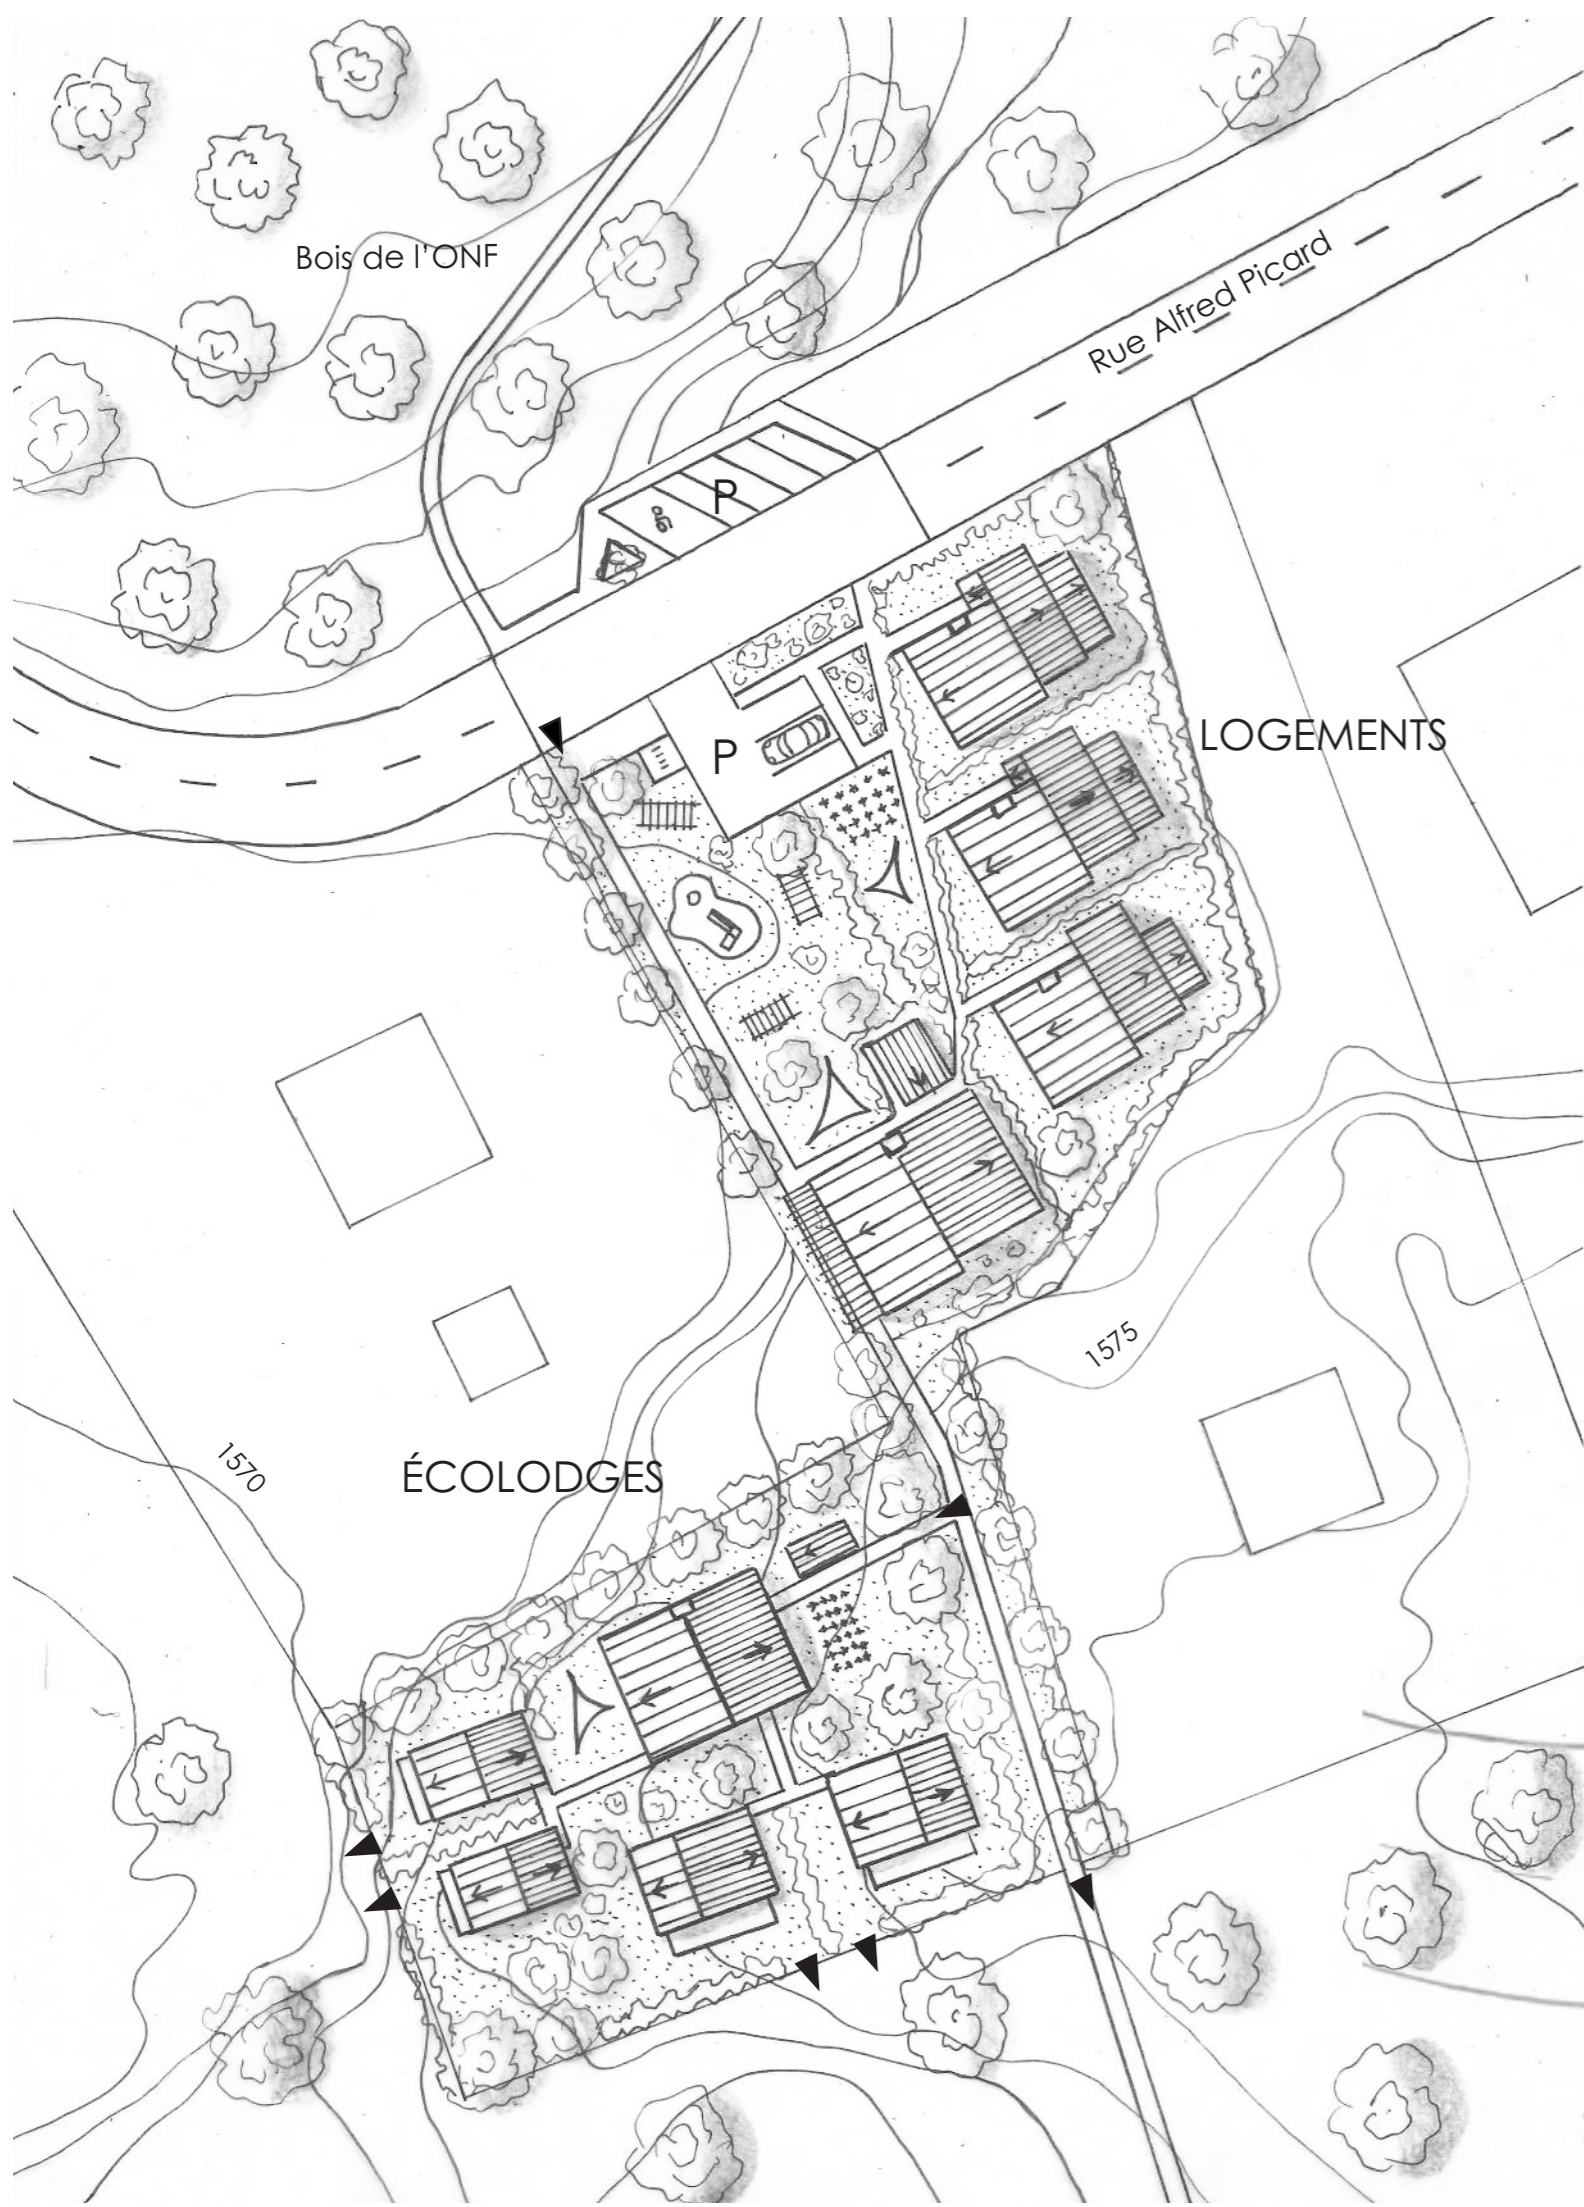 Bois de l'ONF
Rue Alfred Picard
P
P
LOGEMENTS
1575
1570
ÉCOLODGES